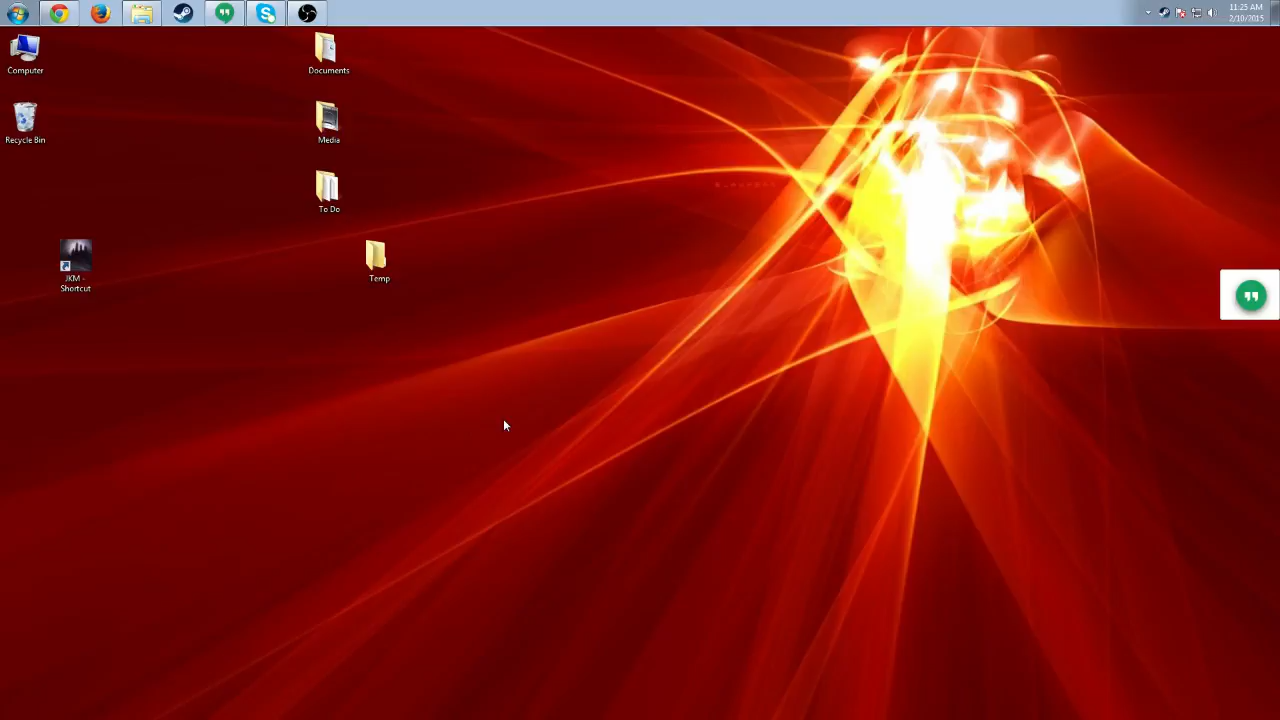 11:25 AM
2/10/2015
Computer
Documents
Recycle Bin
Media
To Do
JKM -
Shortcut
Temp